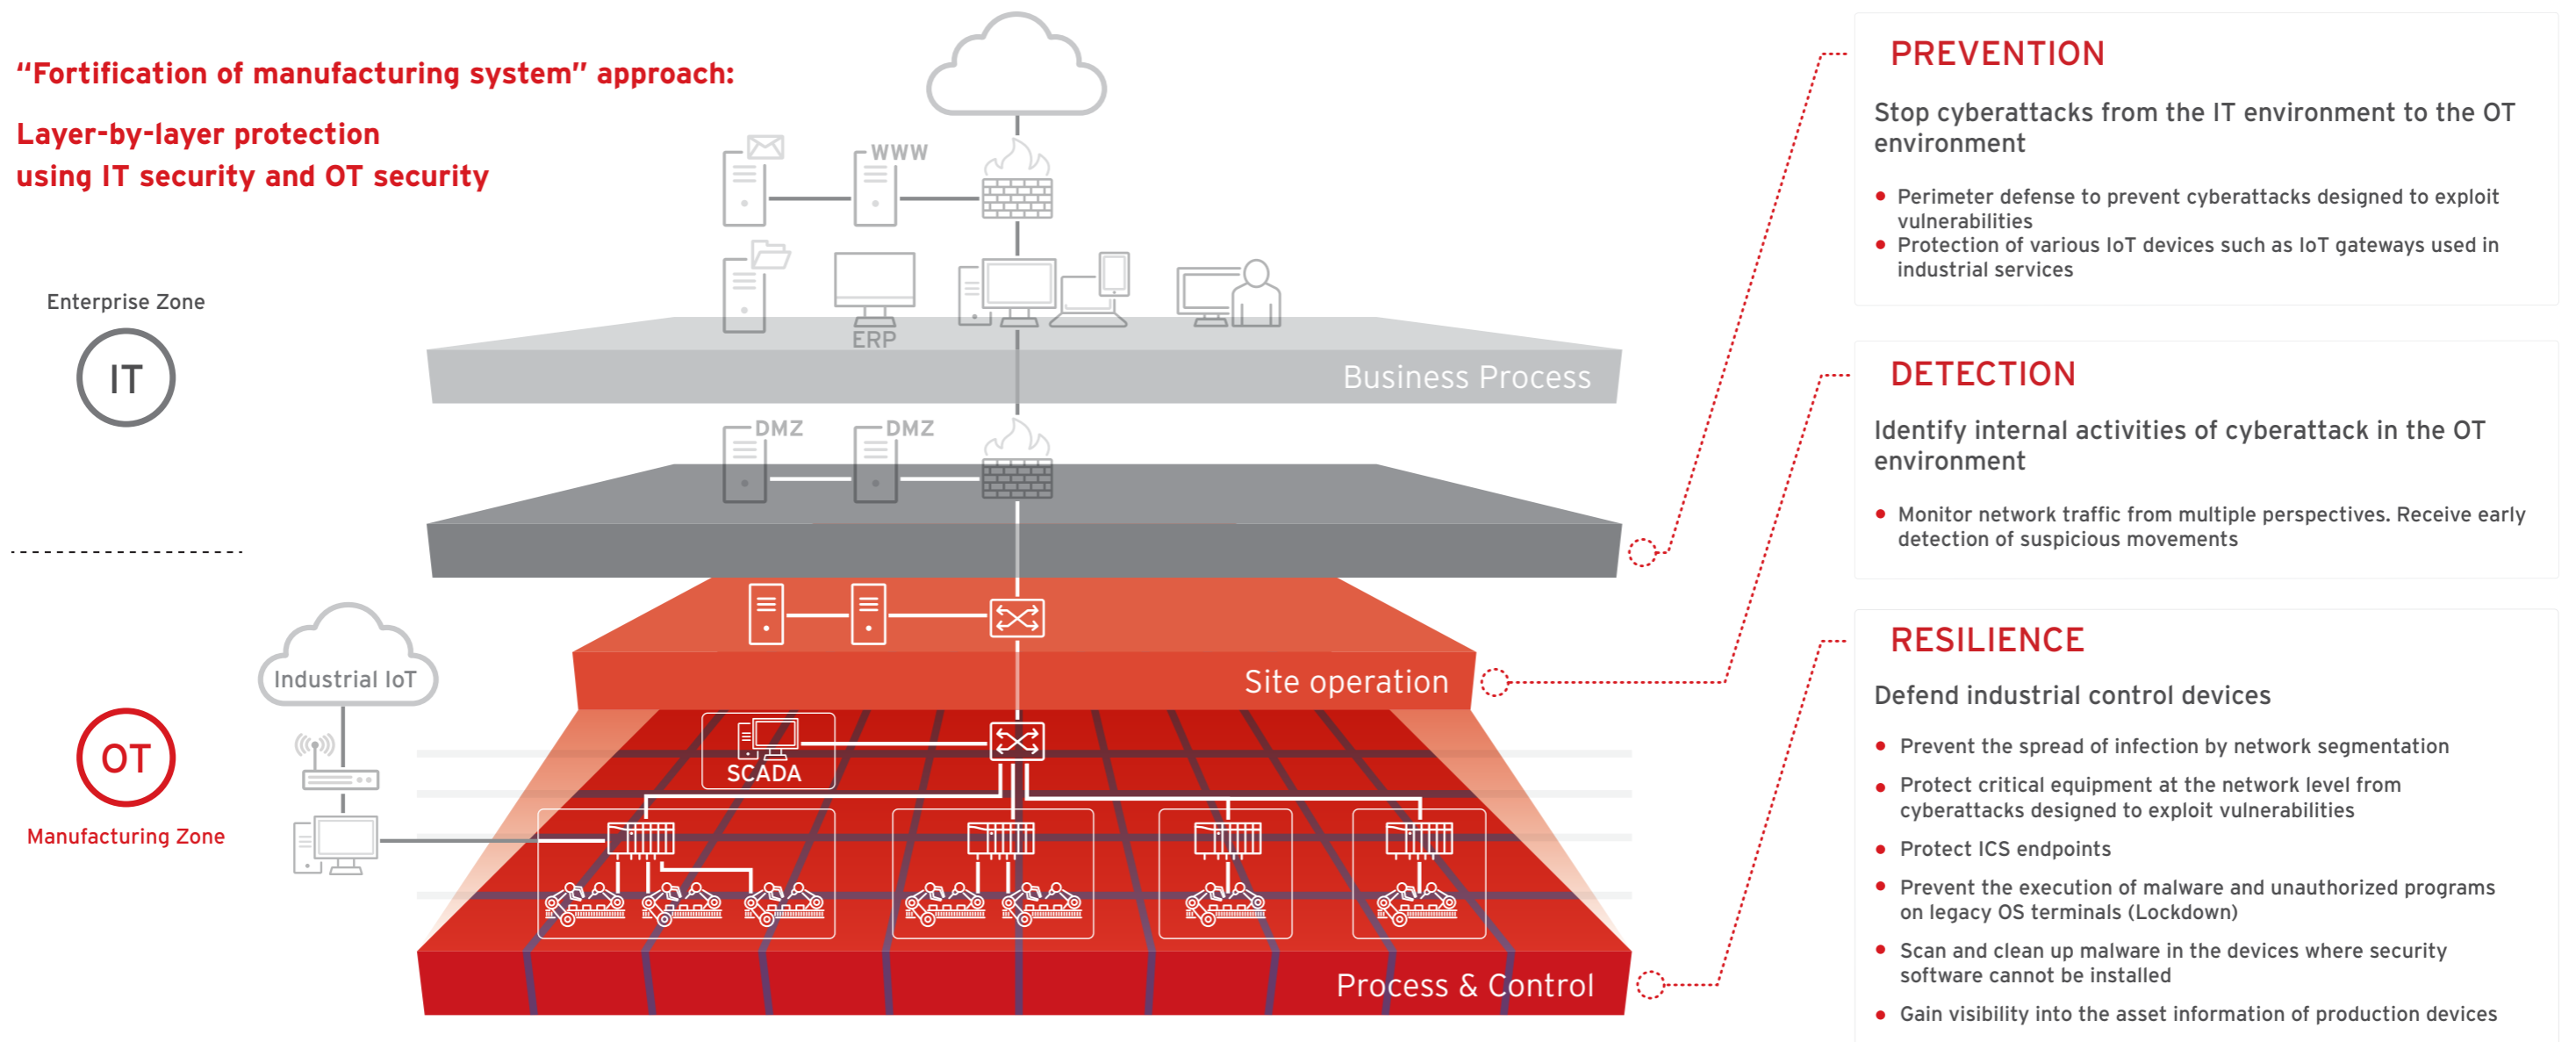 “Fortification of manufacturing system” approach:
Layer-by-layer protection
using IT security and OT security
Enterprise Zone
IT
OT
Manufacturing Zone
WWW
ERP
Business Process
DMZ
DMZ
Site operation
Industrial IoT
SCADA
Process & Control
PREVENTION
Stop cyberattacks from the IT environment to the OT
environment
• Perimeter defense to prevent cyberattacks designed to exploit
vulnerabilities
• Protection of various IoT devices such as IoT gateways used in
industrial services
DETECTION
Identify internal activities of cyberattack in the OT
environment
• Monitor network traffic from multiple perspectives. Receive early
detection of suspicious movements
RESILIENCE
Defend industrial control devices
• Prevent the spread of infection by network segmentation
• Protect critical equipment at the network level from
cyberattacks designed to exploit vulnerabilities
• Protect ICS endpoints
• Prevent the execution of malware and unauthorized programs
on legacy OS terminals (Lockdown)
• Scan and clean up malware in the devices where security
software cannot be installed
• Gain visibility into the asset information of production devices